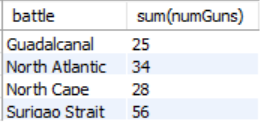 battle sum(numGuns)
Guadalcanal 25
North Atlantic 34
North Cape 28
Surigao Strait 56